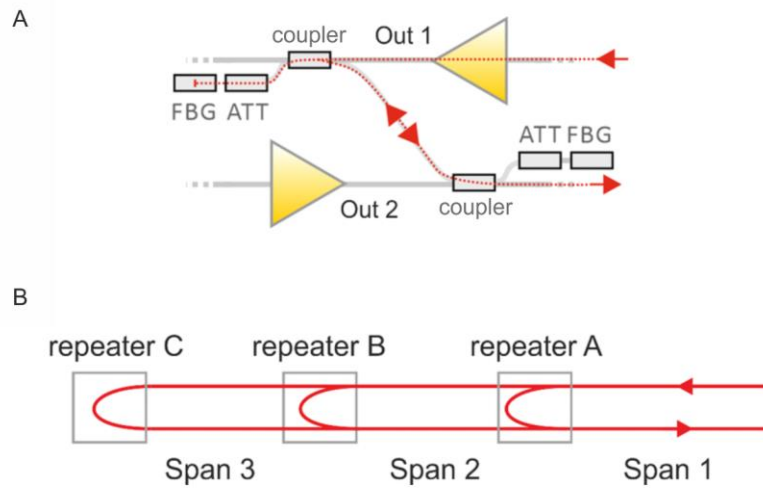 A
coupler
Out 1
FBG ATT
ATT FBG
Out 2
coupler
B
repeater C
repeater B
repeater A
Span 3
Span 2
Span 1